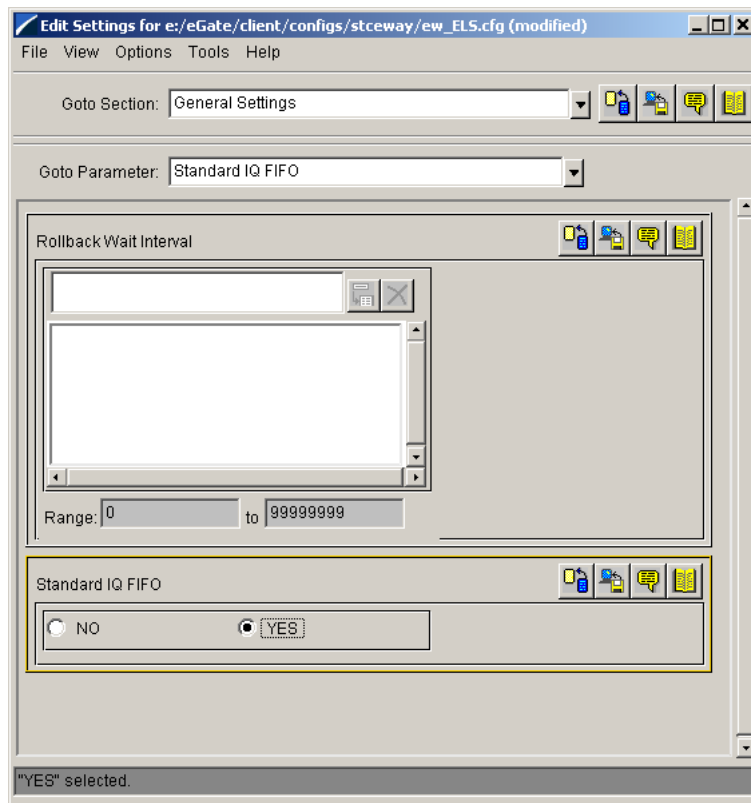 Edit Settings for e:/eGate/client/configs/stceway/ew_ELS.cfg (modified)
File View Options Tools Help
Goto Section: General Settings
Goto Parameter: Standard IQ FIFO
Rollback Wait Interval
Range: 0 to 99999999
Standard IQ FIFO
NO YES
"YES" selected.